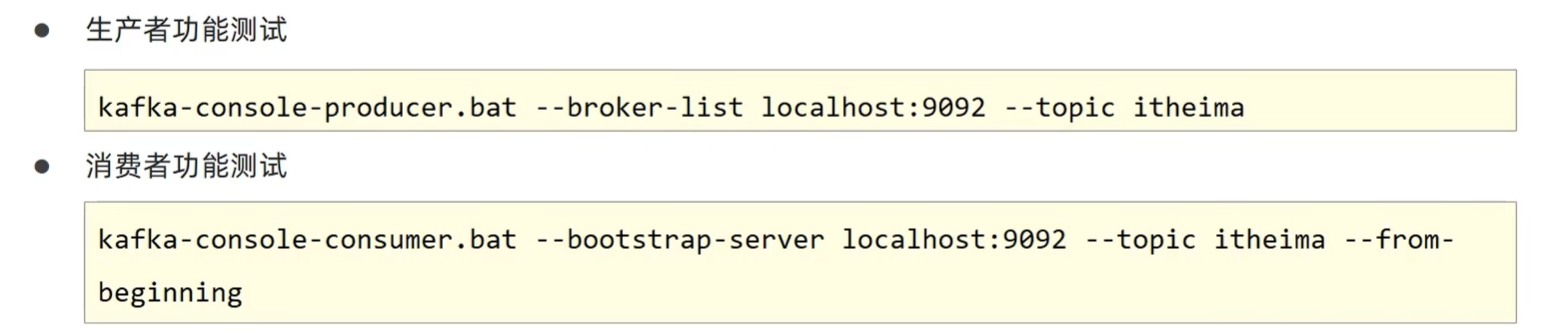 ● 生产者功能测试
kafka-console-producer.bat --broker-list localhost:9092 --topic itheima
● 消费者功能测试
kafka-console-consumer.bat --bootstrap-server localhost:9092 --topic itheima --from-
beginning